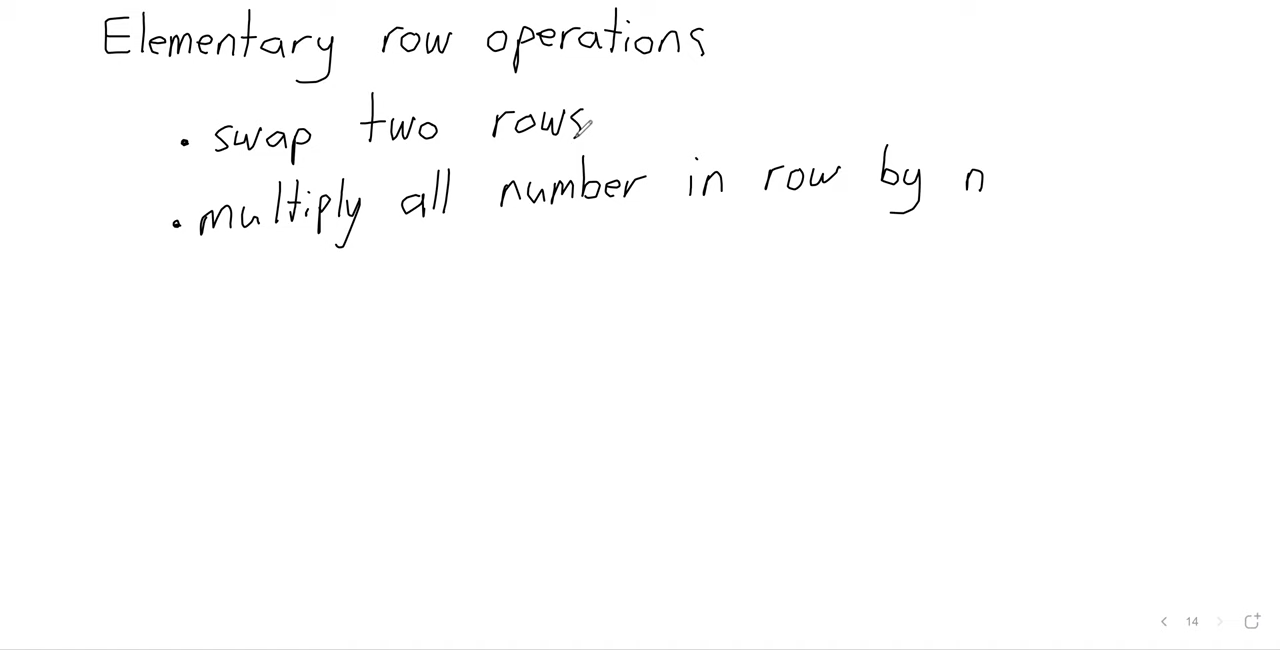 Elementary row operations
• swap two rows
• multiply all number in row by n
< 14 >